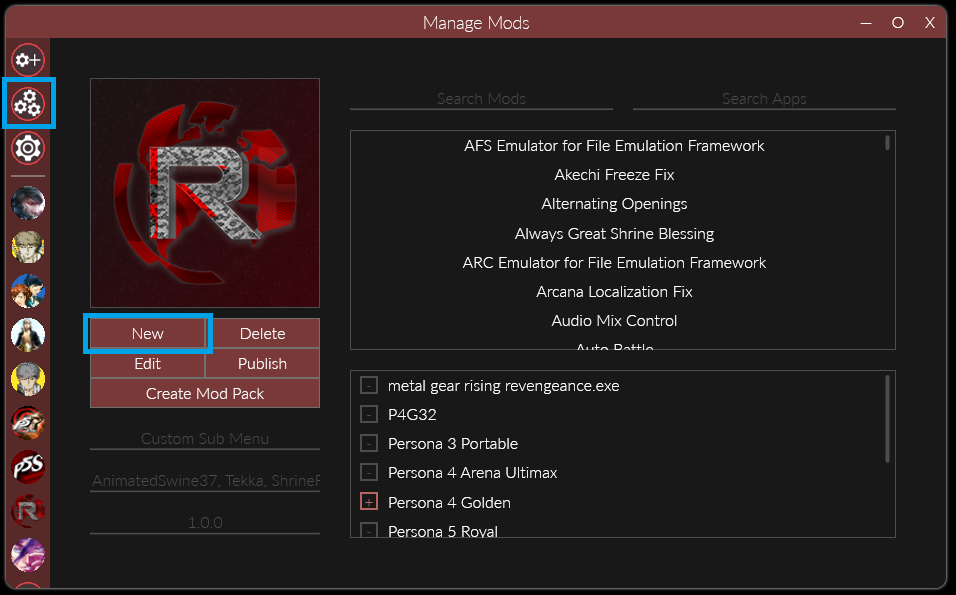 Manage Mods
Search Mods
Search Apps
AFS Emulator for File Emulation Framework
Akechi Freeze Fix
Alternating Openings
Always Great Shrine Blessing
ARC Emulator for File Emulation Framework
Arcana Localization Fix
Audio Mix Control
Auto Battle
R
New
Delete
Edit
Publish
Create Mod Pack
Custom Sub Menu
AnimatedSwine37, Tekka, ShrineF
1.0.0
metal gear rising revengeance.exe
P4G32
Persona 3 Portable
Persona 4 Arena Ultimax
Persona 4 Golden
Persona 5 Royal
P5S
R